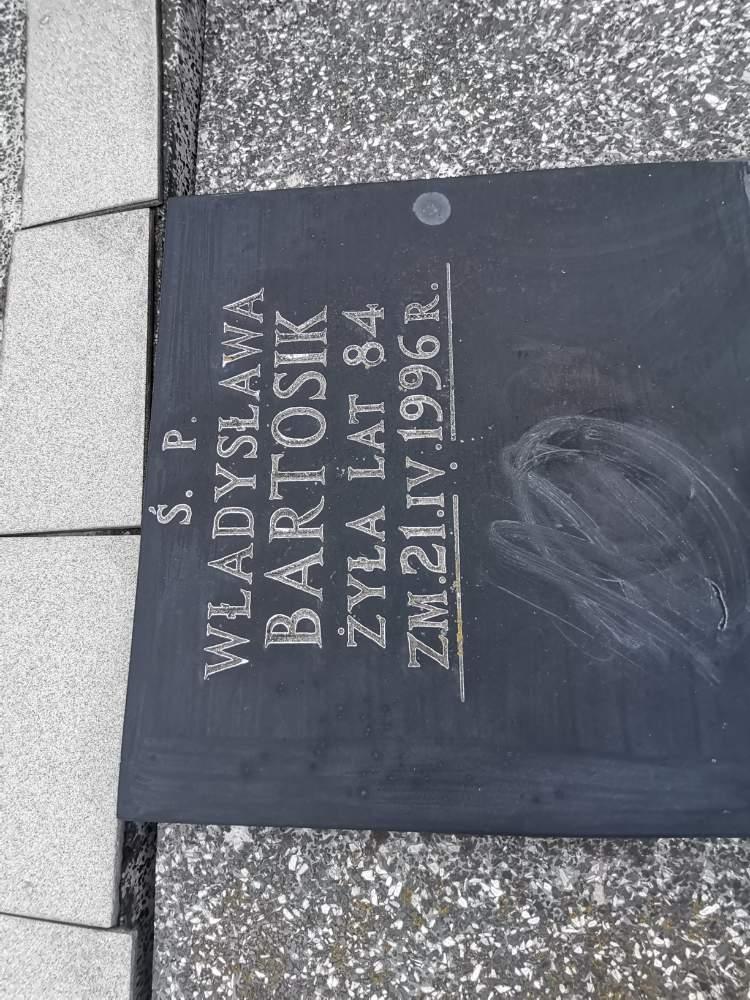 Ś. P.
WŁADYSŁAWA
BARTOSIK
ŻYŁA LAT 84
ZM.21.IV.1996 R.